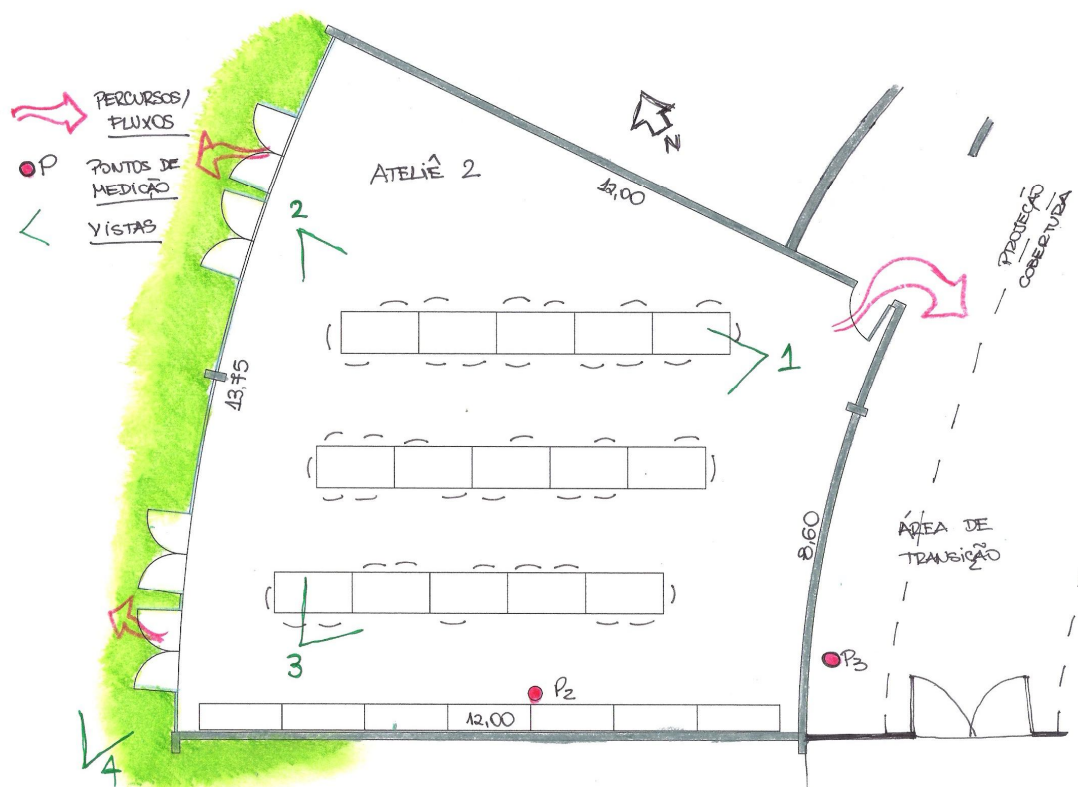 PERCURSOS/
FLUXOS
P
PONTOS DE
MEDIÇÃO
VISTAS
ATELIÊ 2
N
12,00
PROJEÇÃO
COBERTURA
2
1
13,75
8,60
ÁREA DE
TRANSIÇÃO
3
P2
P3
12,00
4